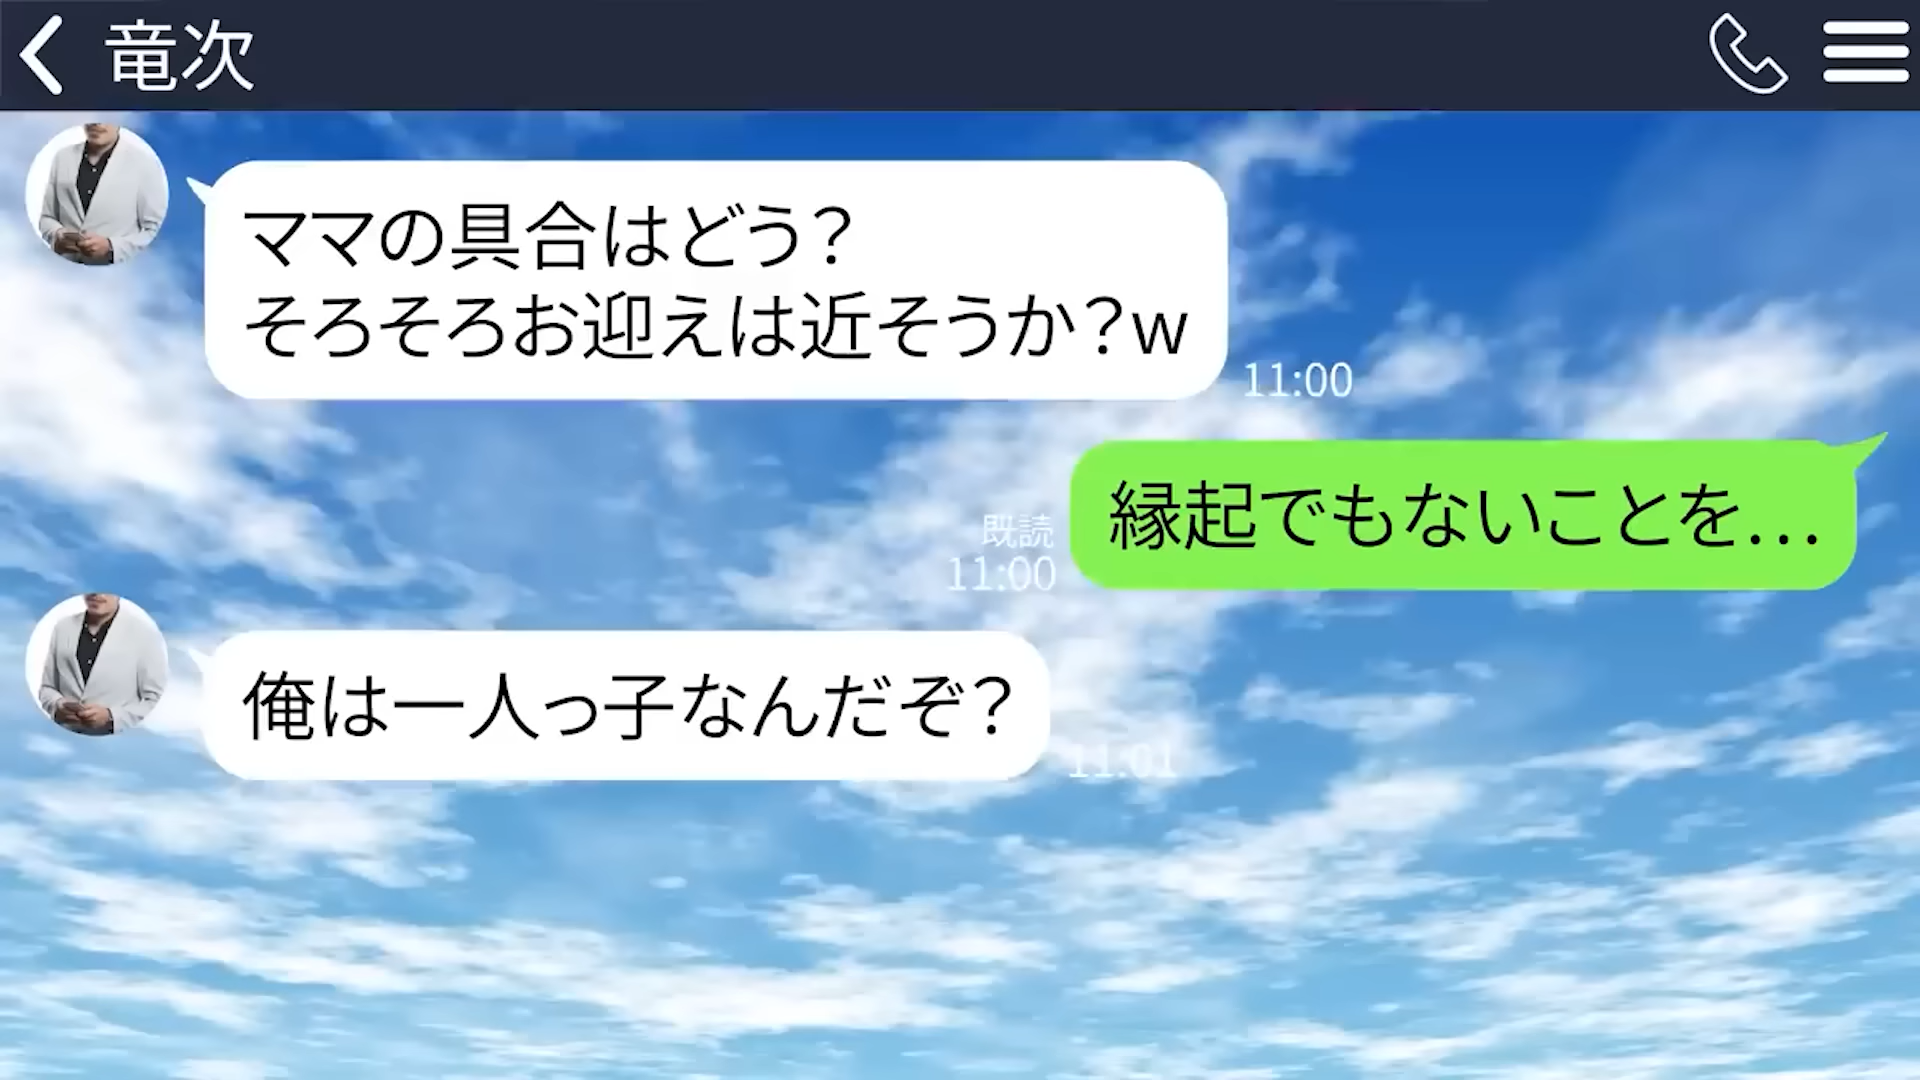 竜次
ママの具合はどう？
そろそろお迎えは近そうか？w
11:00
縁起でもないことを...
既読
11:00
俺は一人っ子なんだぞ？
11:01